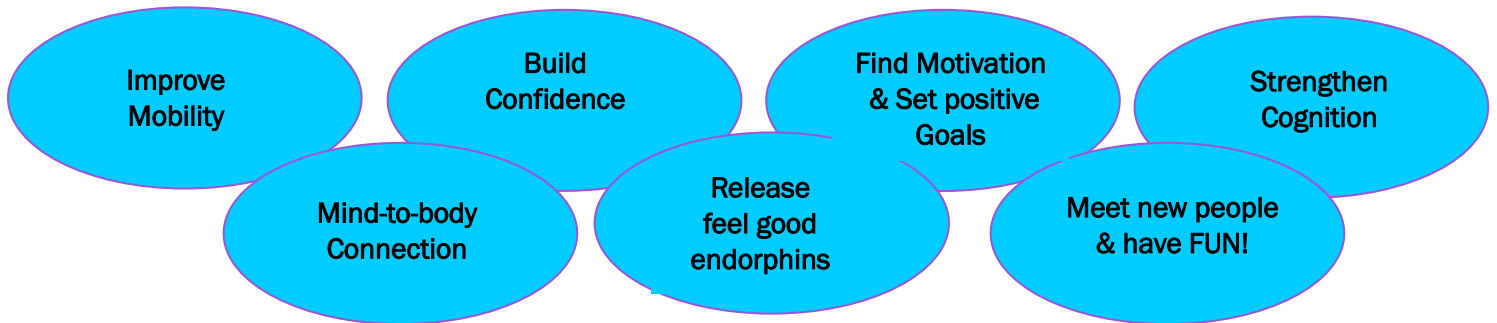 Improve
Mobility
Build
Confidence
Find Motivation
& Set positive
Goals
Strengthen
Cognition
Mind-to-body
Connection
Release
feel good
endorphins
Meet new people
& have FUN!